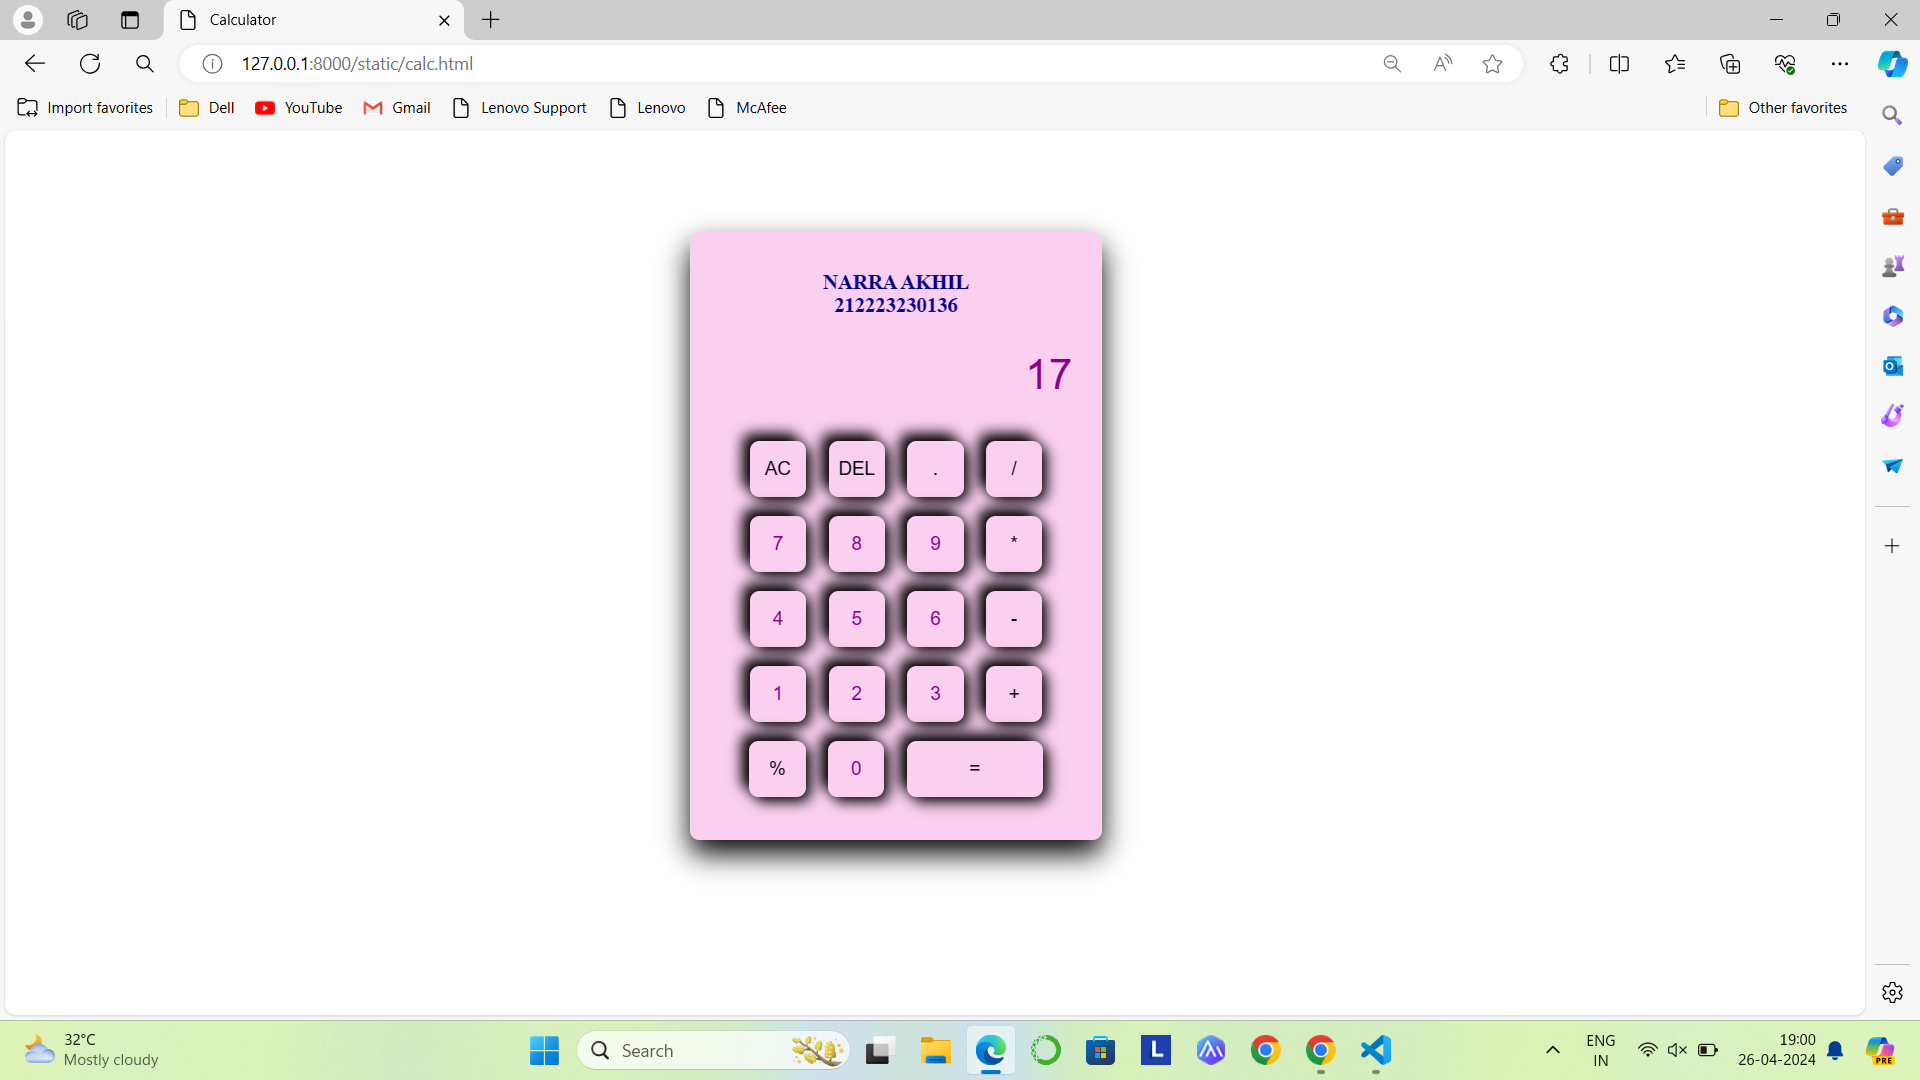 Calculator
127.0.0.1:8000/static/calc.html
Import favorites
Dell
YouTube
Gmail
Lenovo Support
Lenovo
McAfee
Other favorites
NARRA AKHIL
212223230136
17
AC DEL . /
7 8 9 *
4 5 6 -
1 2 3 +
% 0 =
32°C
Mostly cloudy
Search
L
ENG
IN
19:00
26-04-2024
PRE